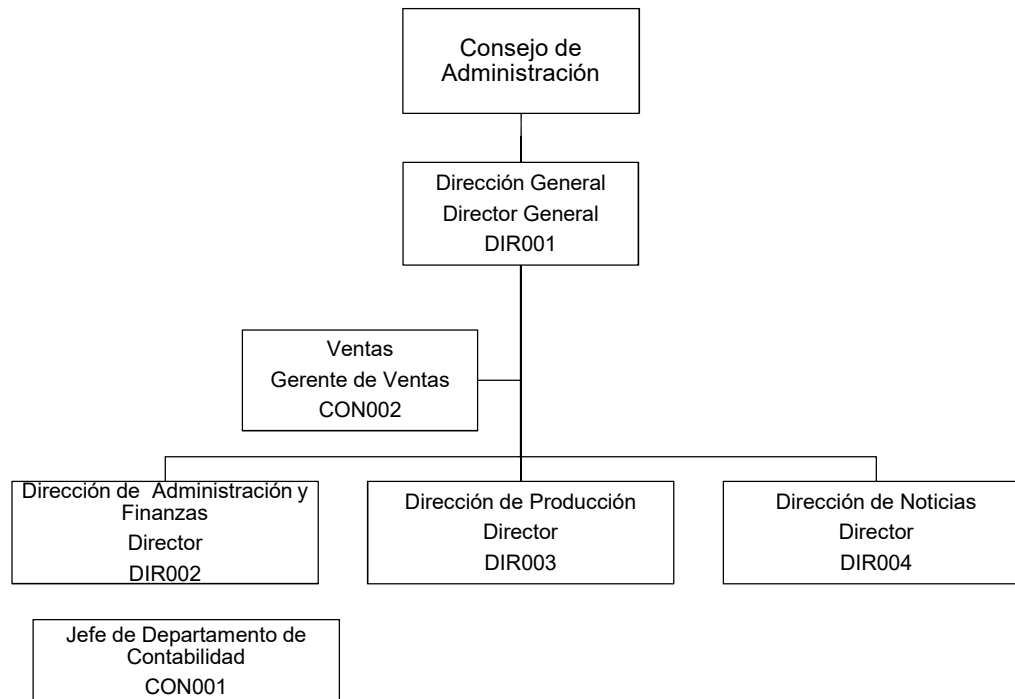 Consejo de
Administración
Dirección General
Director General
DIR001
Ventas
Gerente de Ventas
CON002
Dirección de Administración y
Finanzas
Director
DIR002
Dirección de Producción
Director
DIR003
Dirección de Noticias
Director
DIR004
Jefe de Departamento de
Contabilidad
CON001